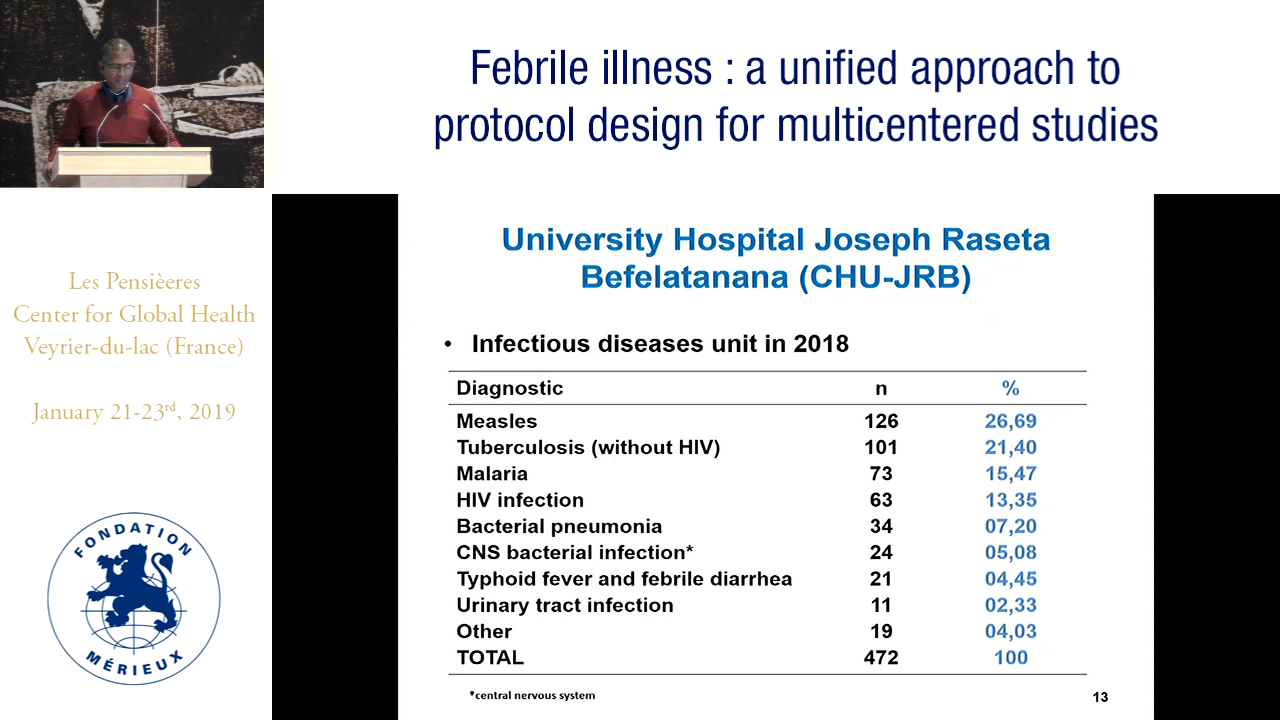 Febrile illness : a unified approach to
protocol design for multicentered studies
Les Pensièeres
Center for Global Health
Veyrier-du-lac (France)
January 21-23rd, 2019
FONDATION
MÉRIEUX
University Hospital Joseph Raseta
Befelatanana (CHU-JRB)
• Infectious diseases unit in 2018
Diagnostic n %
Measles 126 26,69
Tuberculosis (without HIV) 101 21,40
Malaria 73 15,47
HIV infection 63 13,35
Bacterial pneumonia 34 07,20
CNS bacterial infection* 24 05,08
Typhoid fever and febrile diarrhea 21 04,45
Urinary tract infection 11 02,33
Other 19 04,03
TOTAL 472 100
*central nervous system
13